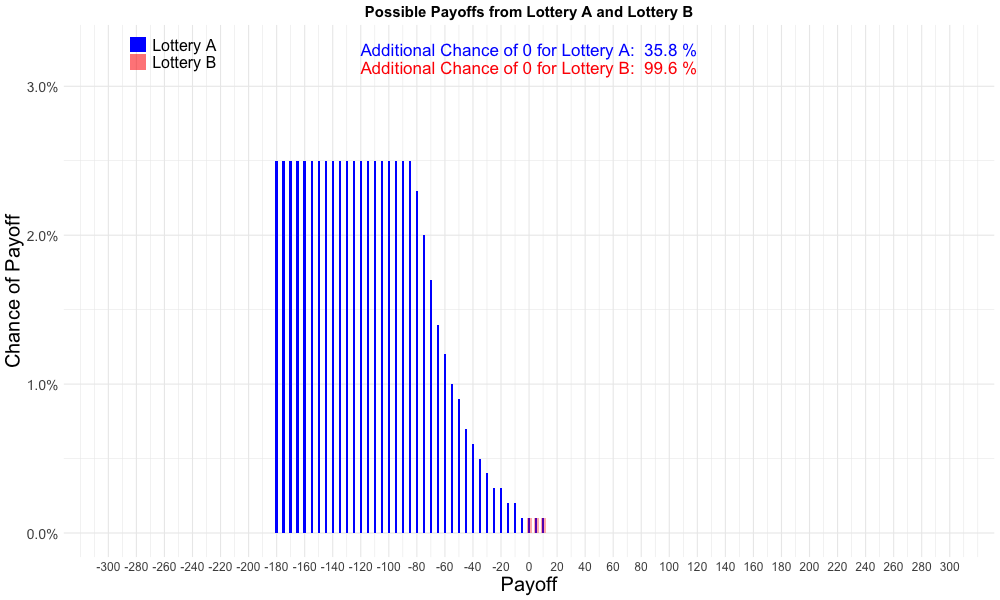 Possible Payoffs from Lottery A and Lottery B
Lottery A
Lottery B
Additional Chance of 0 for Lottery A: 35.8 %
Additional Chance of 0 for Lottery B: 99.6 %
Chance of Payoff
3.0%
2.0%
1.0%
0.0%
-300 -280 -260 -240 -220 -200 -180 -160 -140 -120 -100 -80 -60 -40 -20 0 20 40 60 80 100 120 140 160 180 200 220 240 260 280 300
Payoff